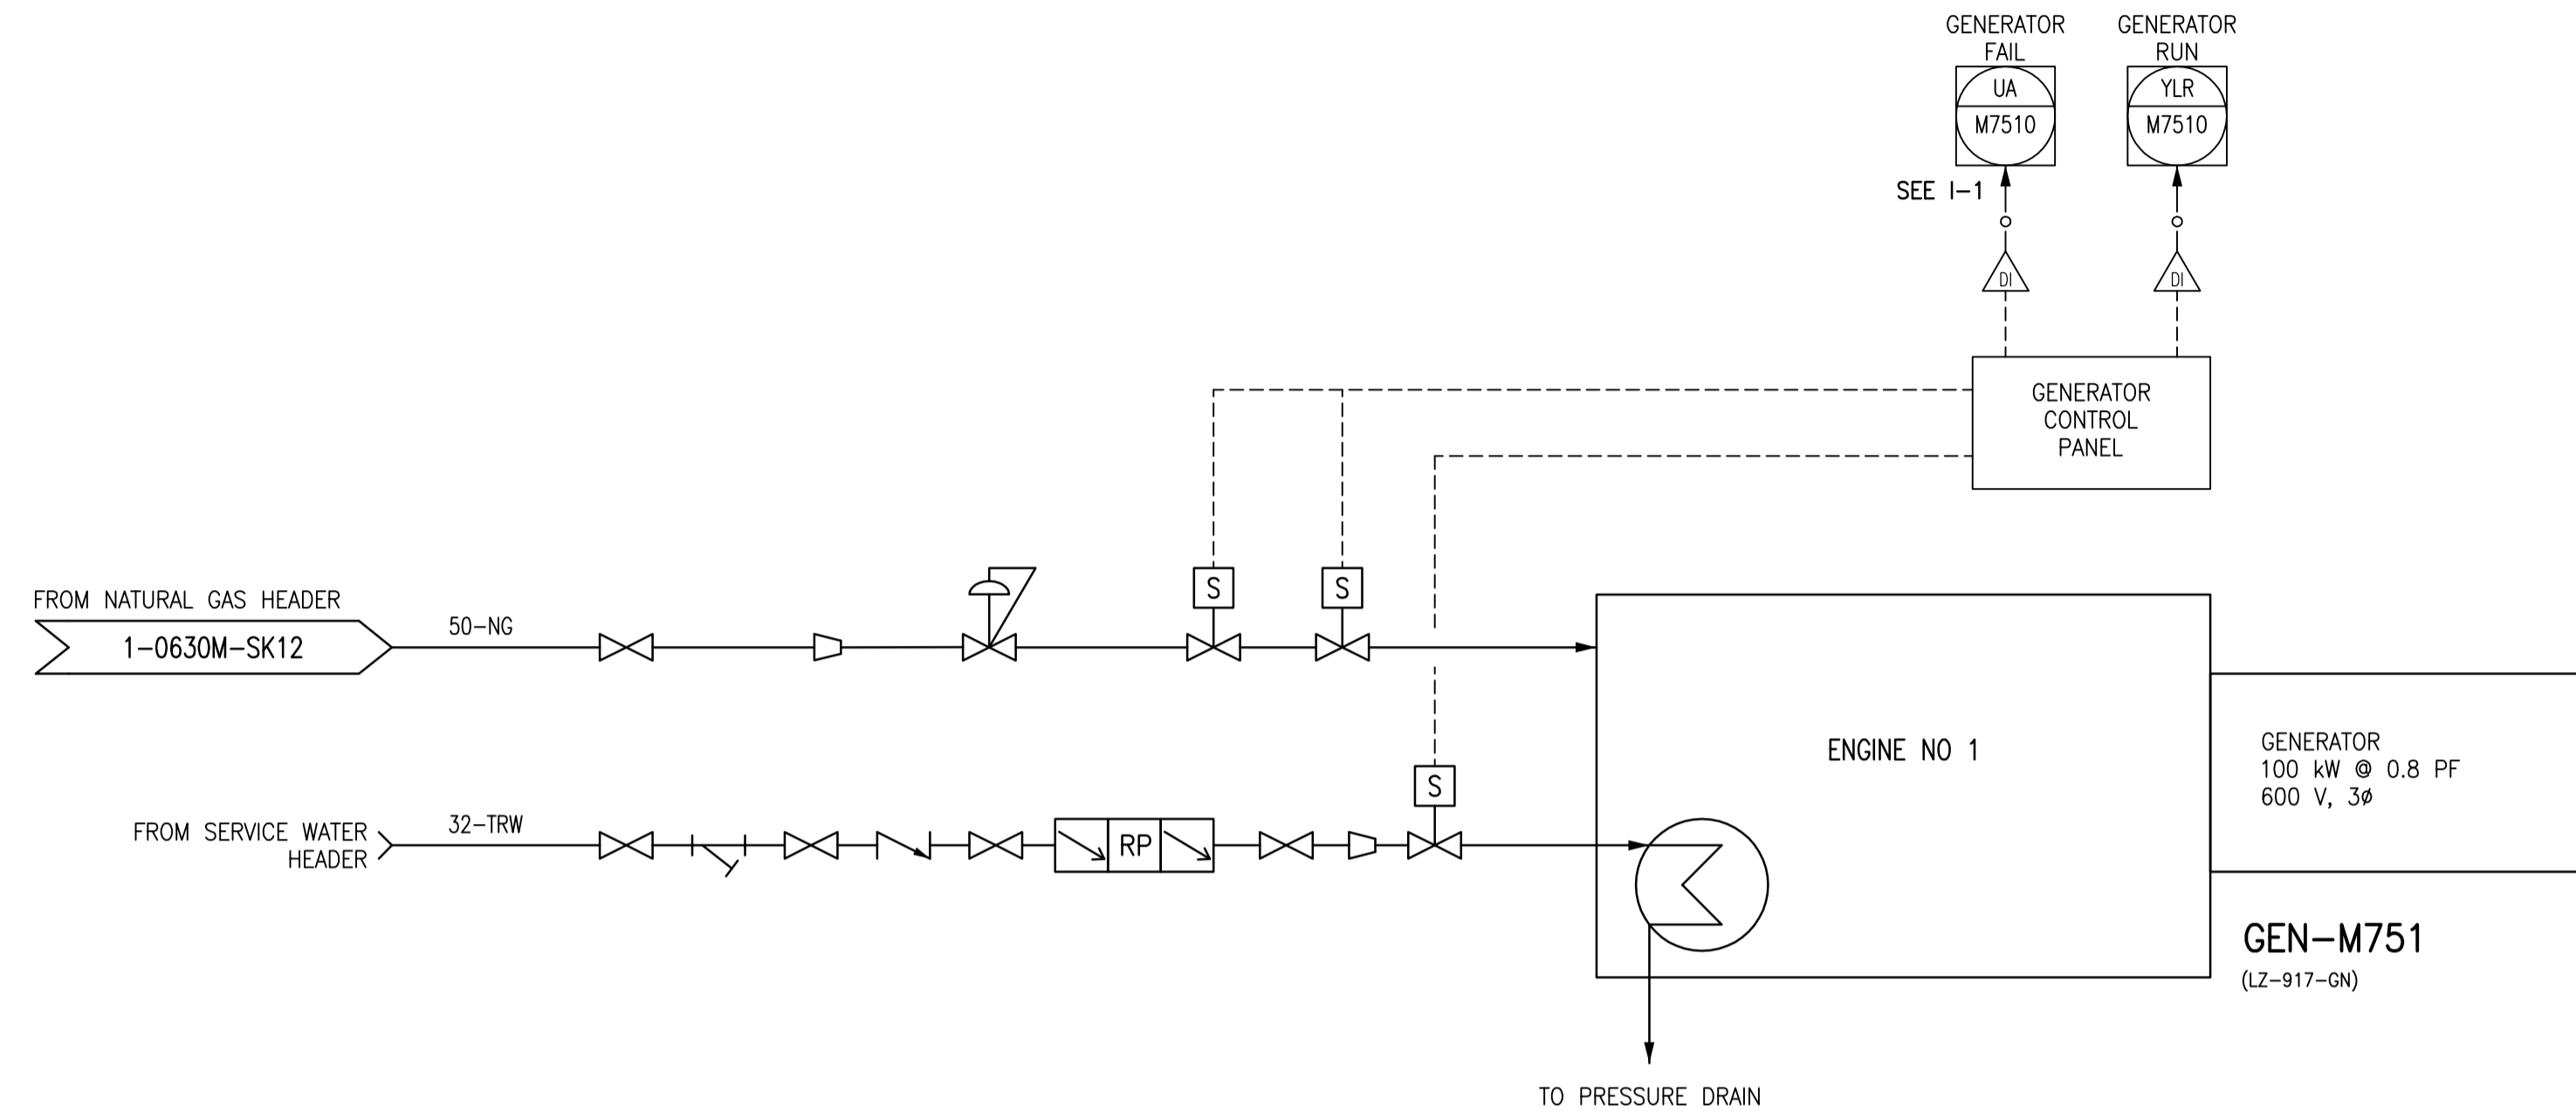 GENERATOR
FAIL
UA
M7510
GENERATOR
RUN
YLR
M7510
SEE I-1
DI
DI
GENERATOR
CONTROL
PANEL
S
S
FROM NATURAL GAS HEADER
1-0630M-SK12
50-NG
ENGINE NO 1
GENERATOR
100 kW @ 0.8 PF
600 V, 3ø
S
FROM SERVICE WATER
HEADER
32-TRW
RP
GEN-M751
(LZ-917-GN)
TO PRESSURE DRAIN